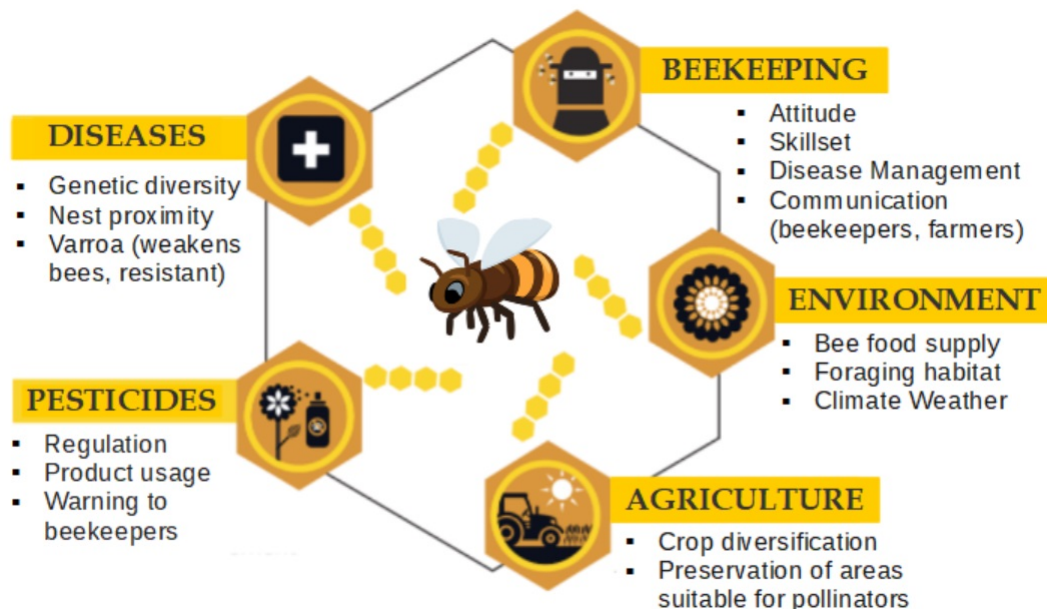 BEEKEEPING
▪ Attitude
▪ Skillset
▪ Disease Management
▪ Communication
(beekeepers, farmers)
DISEASES
▪ Genetic diversity
▪ Nest proximity
▪ Varroa (weakens
bees, resistant)
ENVIRONMENT
▪ Bee food supply
▪ Foraging habitat
▪ Climate Weather
PESTICIDES
▪ Regulation
▪ Product usage
▪ Warning to
beekeepers
AGRICULTURE
▪ Crop diversification
▪ Preservation of areas
suitable for pollinators